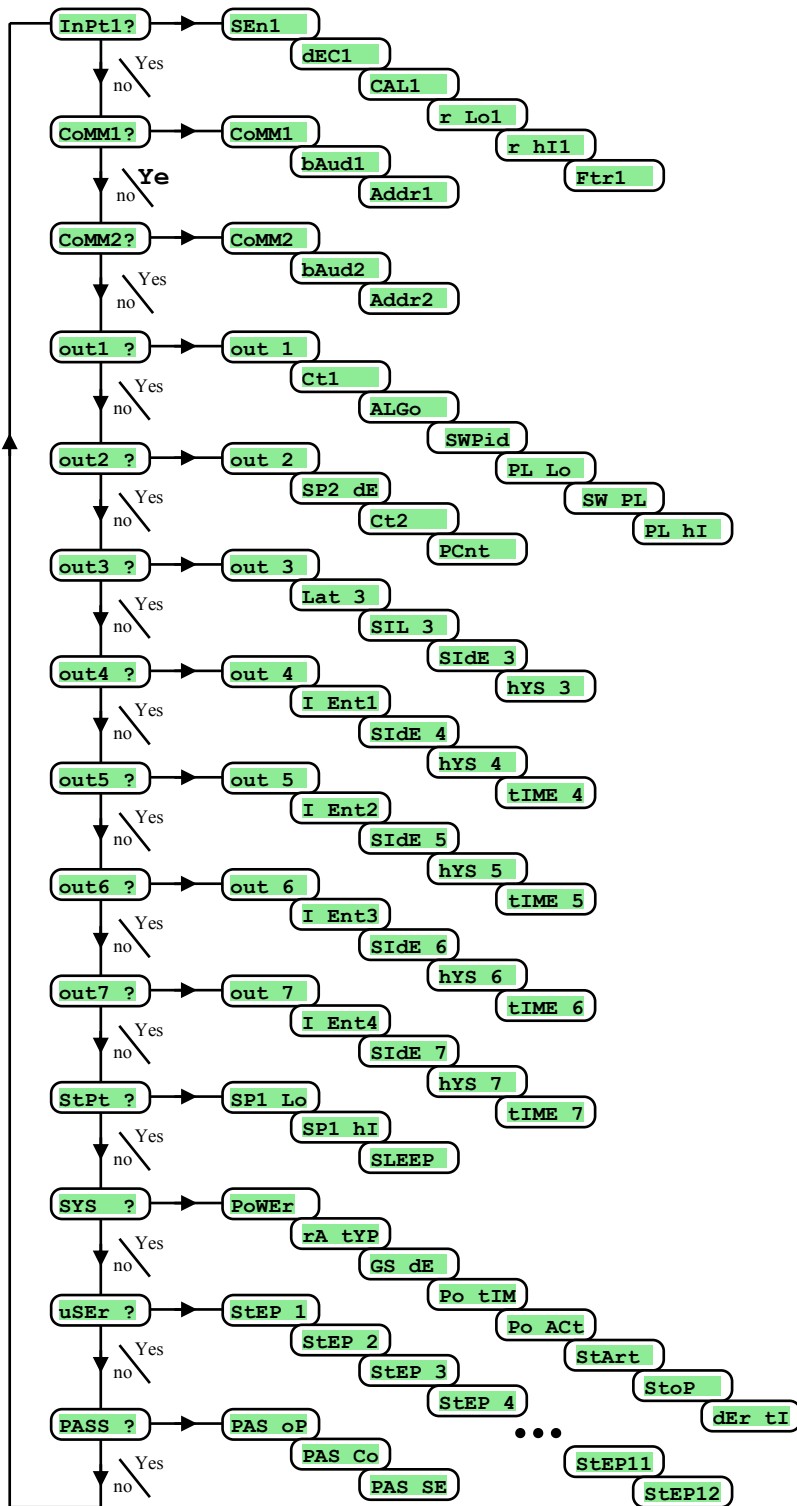 InPt1? SEn1
dEC1
CAL1
r Lo1
r hI1
Ftr1
Yes
no
CoMM1? CoMM1
bAud1
Addr1
Ye
no
CoMM2? CoMM2
bAud2
Addr2
Yes
no
out1 ? out 1
Ct1
ALGo
SWPid
PL Lo
SW PL
PL hI
Yes
no
out2 ? out 2
SP2 dE
Ct2
PCnt
Yes
no
out3 ? out 3
Lat 3
SIL 3
SIdE 3
hYS 3
Yes
no
out4 ? out 4
I Ent1
SIdE 4
hYS 4
tIME 4
Yes
no
out5 ? out 5
I Ent2
SIdE 5
hYS 5
tIME 5
Yes
no
out6 ? out 6
I Ent3
SIdE 6
hYS 6
tIME 6
Yes
no
out7 ? out 7
I Ent4
SIdE 7
hYS 7
tIME 7
Yes
no
StPt ? SP1 Lo
SP1 hI
SLEEP
Yes
no
SYS ? PoWEr
rA tYP
GS dE
Po tIM
Po ACt
StArt
StoP
dEr tI
Yes
no
uSEr ? StEP 1
StEP 2
StEP 3
StEP 4
•••
StEP11
StEP12
Yes
no
PASS ? PAS oP
PAS Co
PAS SE
Yes
no